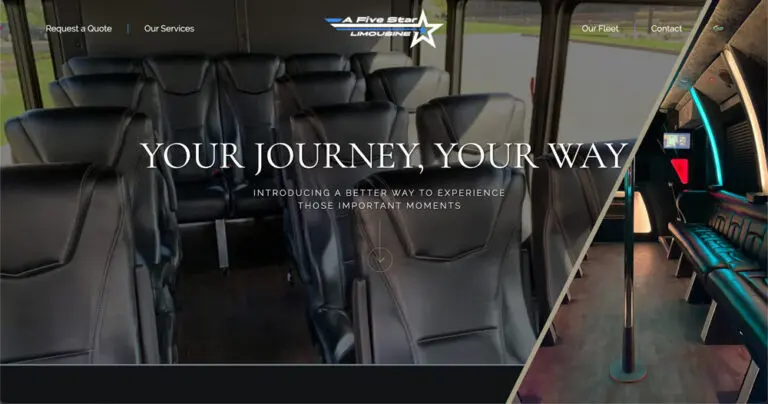 Request a Quote
Our Services
A Five Star
LIMOUSINE
Our Fleet
Contact
YOUR JOURNEY, YOUR WAY
INTRODUCING A BETTER WAY TO EXPERIENCE
THOSE IMPORTANT MOMENTS